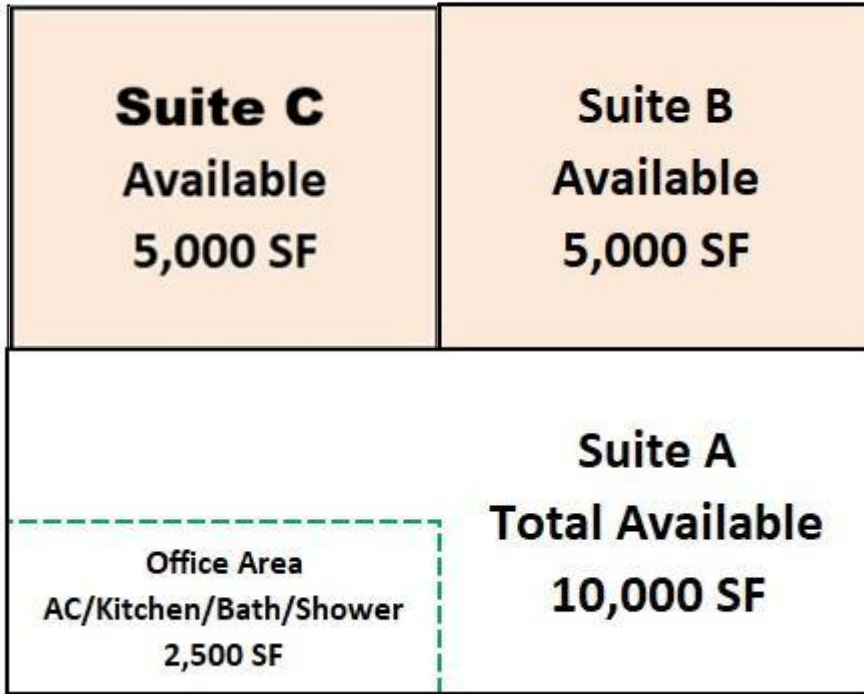 Suite C
Available
5,000 SF
Suite B
Available
5,000 SF
Suite A
Total Available
10,000 SF
Office Area
AC/Kitchen/Bath/Shower
2,500 SF